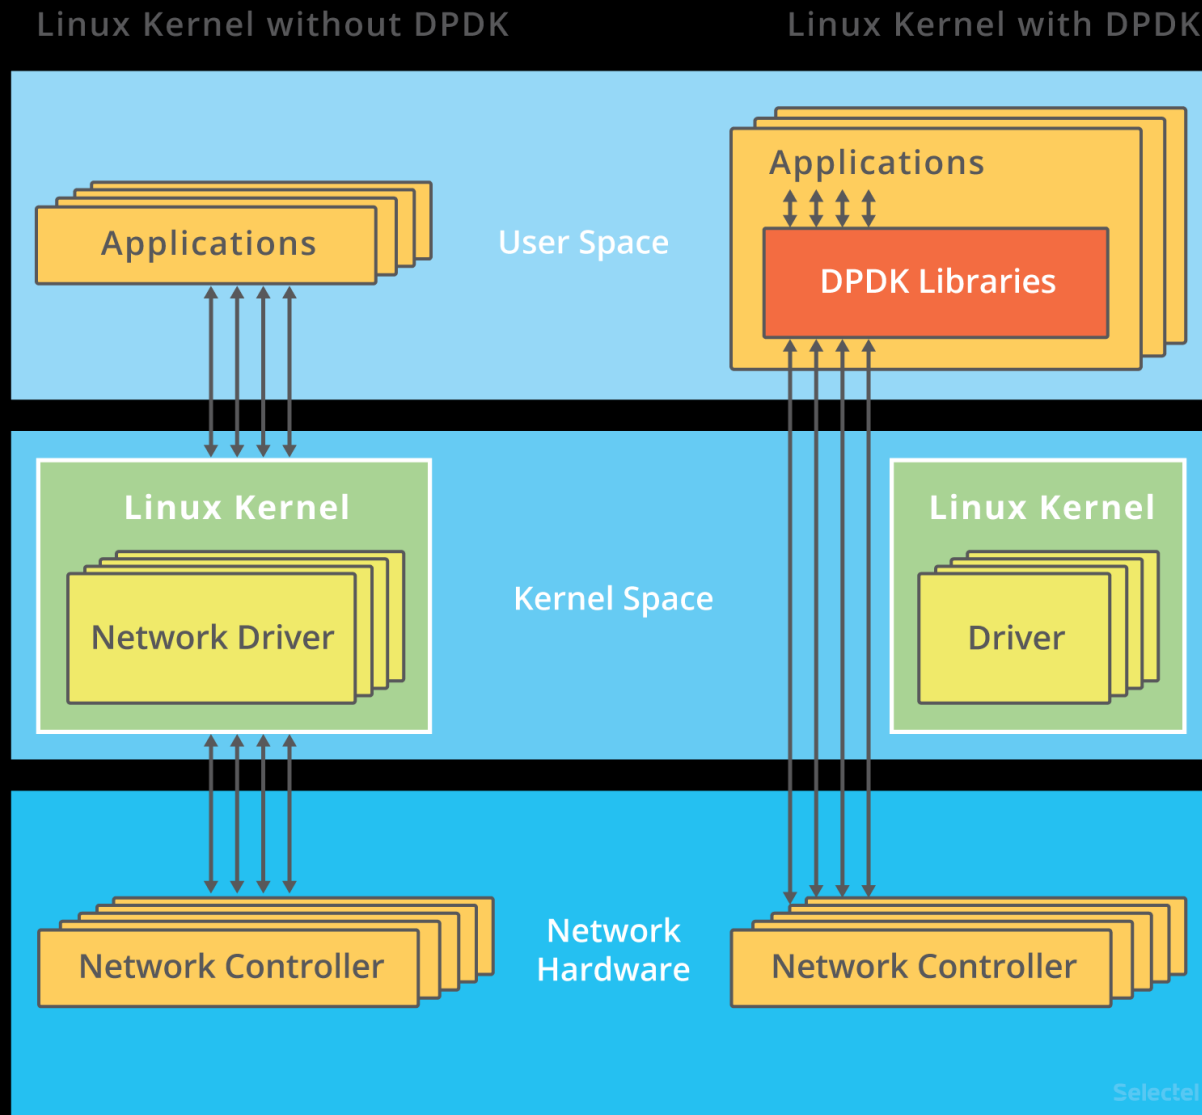 Linux Kernel without DPDK
Linux Kernel with DPDK
Applications
User Space
Applications
DPDK Libraries
Linux Kernel
Network Driver
Kernel Space
Linux Kernel
Driver
Network Controller
Network
Hardware
Network Controller
Selectel